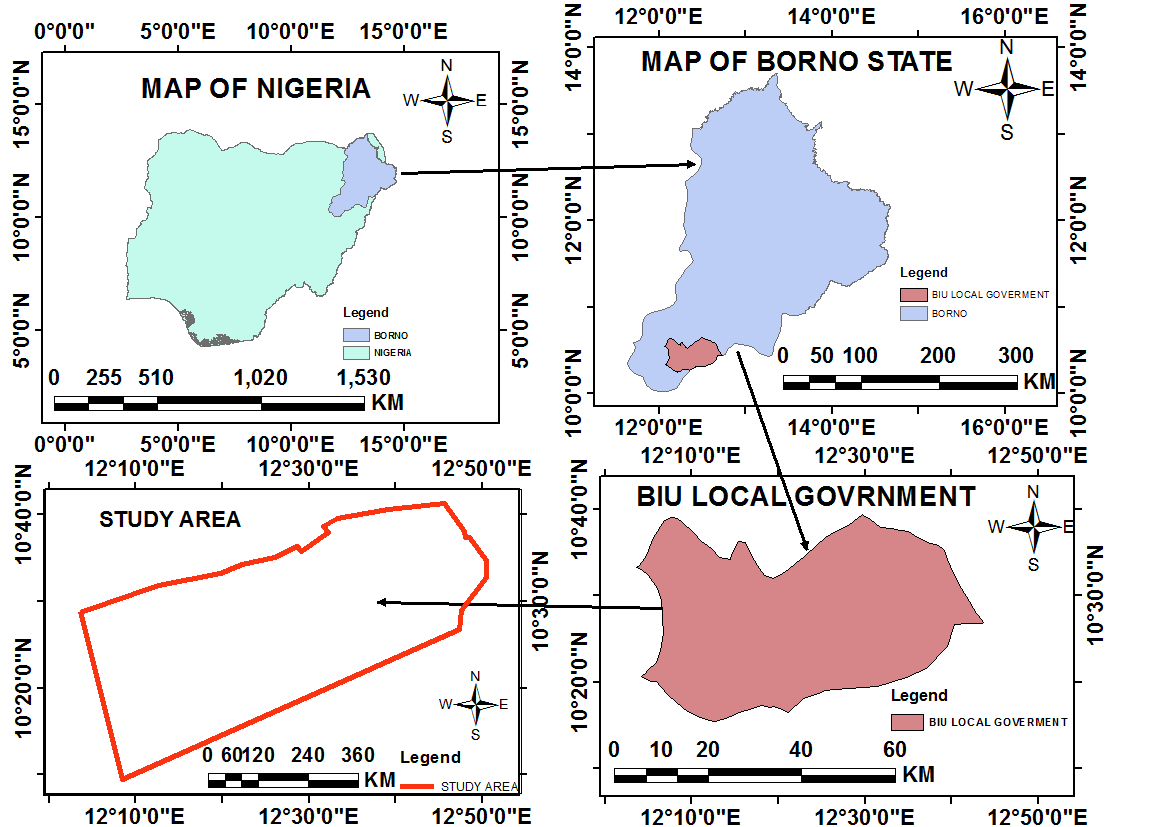 0°0'0" 5°0'0"E 10°0'0"E 15°0'0"E
MAP OF NIGERIA
N
W E
S
15°0'0"N 15°0'0"N
10°0'0"N 10°0'0"N
5°0'0"N 5°0'0"N
Legend
BORNO
NIGERIA
0 255 510 1,020 1,530
KM
0°0'0" 5°0'0"E 10°0'0"E 15°0'0"E
12°0'0"E 14°0'0"E 16°0'0"E
MAP OF BORNO STATE
N
W E
S
14°0'0"N 14°0'0"N
12°0'0"N 12°0'0"N
10°0'0"N 10°0'0"N
Legend
BIU LOCAL GOVERMENT
BORNO
0 50 100 200 300
KM
12°0'0"E 14°0'0"E 16°0'0"E
12°10'0"E 12°30'0"E 12°50'0"E
STUDY AREA
10°40'0"N
10°30'0"N
10°20'0"N
N
W E
S
0 60 120 240 360
KM
Legend
STUDY AREA
12°10'0"E 12°30'0"E 12°50'0"E
12°10'0"E 12°30'0"E 12°50'0"E
BIU LOCAL GOVRNMENT
N
W E
S
10°40'0"N
10°30'0"N
10°20'0"N
Legend
BIU LOCAL GOVERMENT
0 10 20 40 60
KM
12°10'0"E 12°30'0"E 12°50'0"E